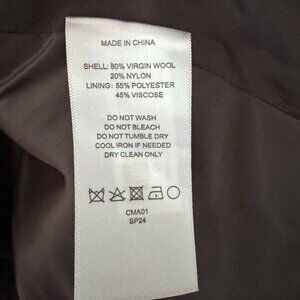 MADE IN CHINA
SHELL: 80% VIRGIN WOOL
20% NYLON
LINING: 55% POLYESTER
45% VISCOSE
DO NOT WASH
DO NOT BLEACH
DO NOT TUMBLE DRY
COOL IRON IF NEEDED
DRY CLEAN ONLY
CMA01
SP24